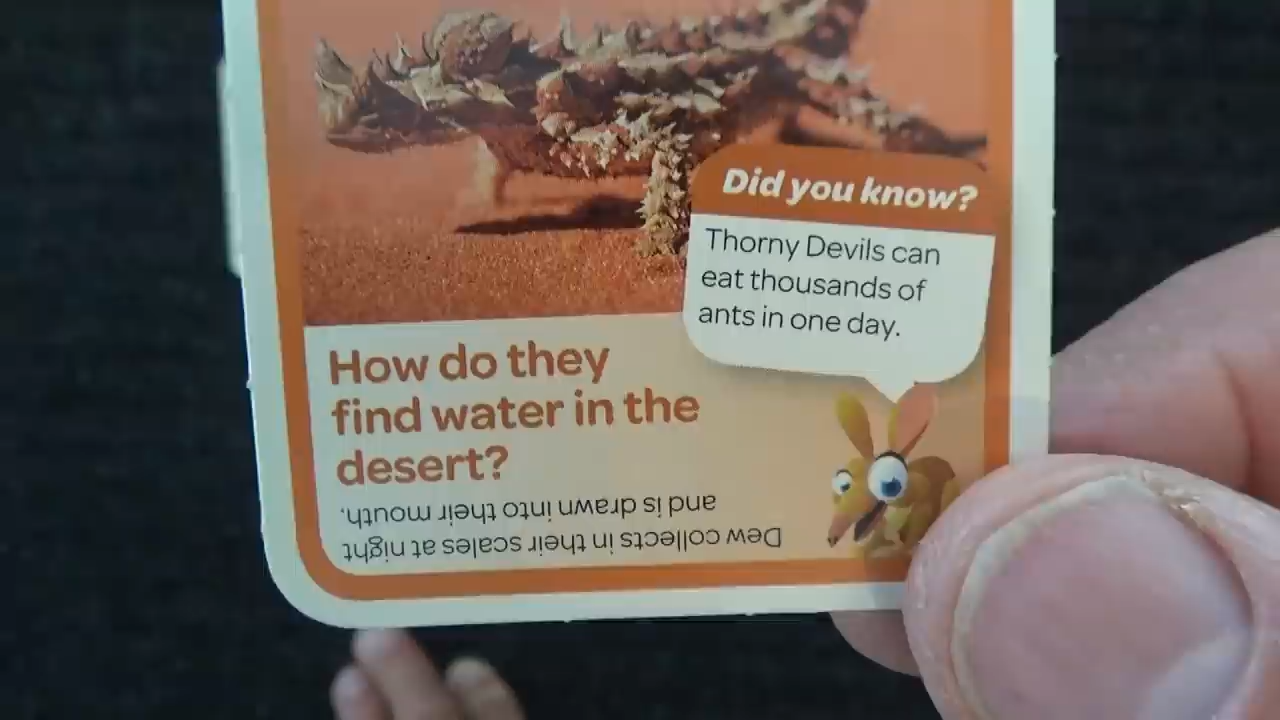 Did you know?
Thorny Devils can
eat thousands of
ants in one day.
How do they
find water in the
desert?
Dew collects in their scales at night
and is drawn into their mouth.